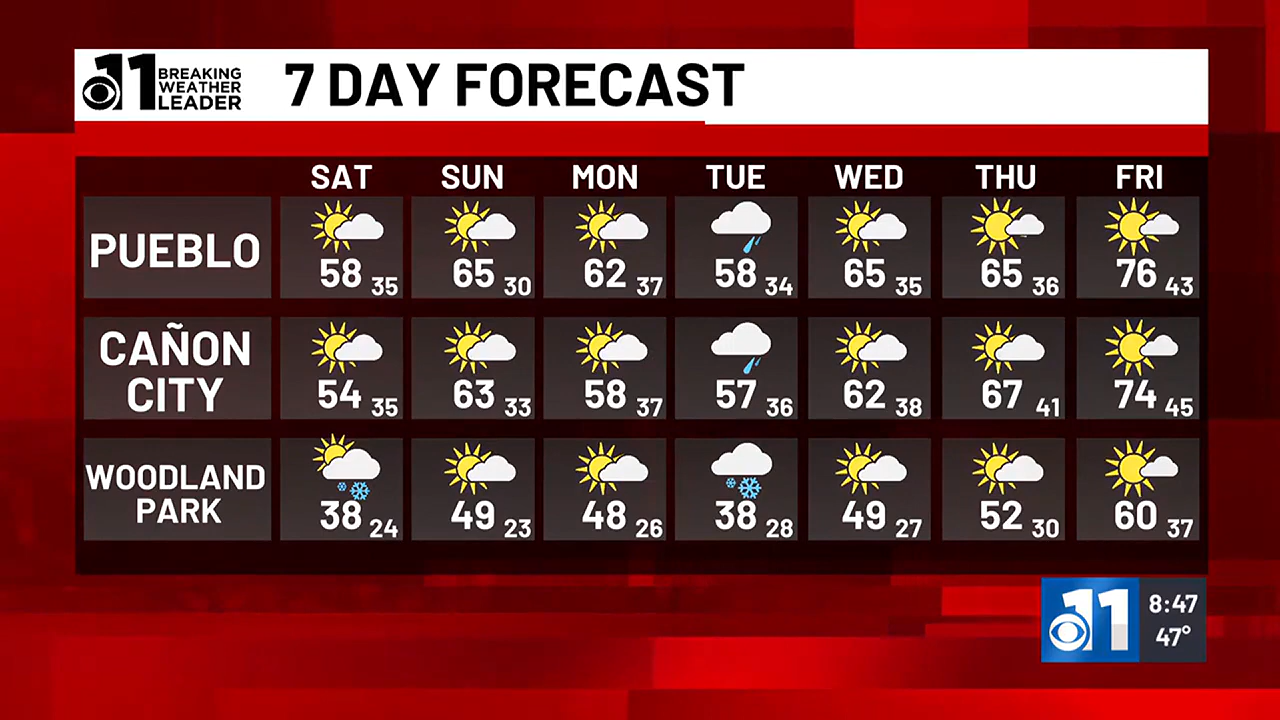 11 BREAKING WEATHER LEADER
7 DAY FORECAST
SAT SUN MON TUE WED THU FRI
PUEBLO
58 35 65 30 62 37 58 34 65 35 65 36 76 43
CAÑON
CITY
54 35 63 33 58 37 57 36 62 38 67 41 74 45
WOODLAND
PARK
38 24 49 23 48 26 38 28 49 27 52 30 60 37
11
8:47
47°